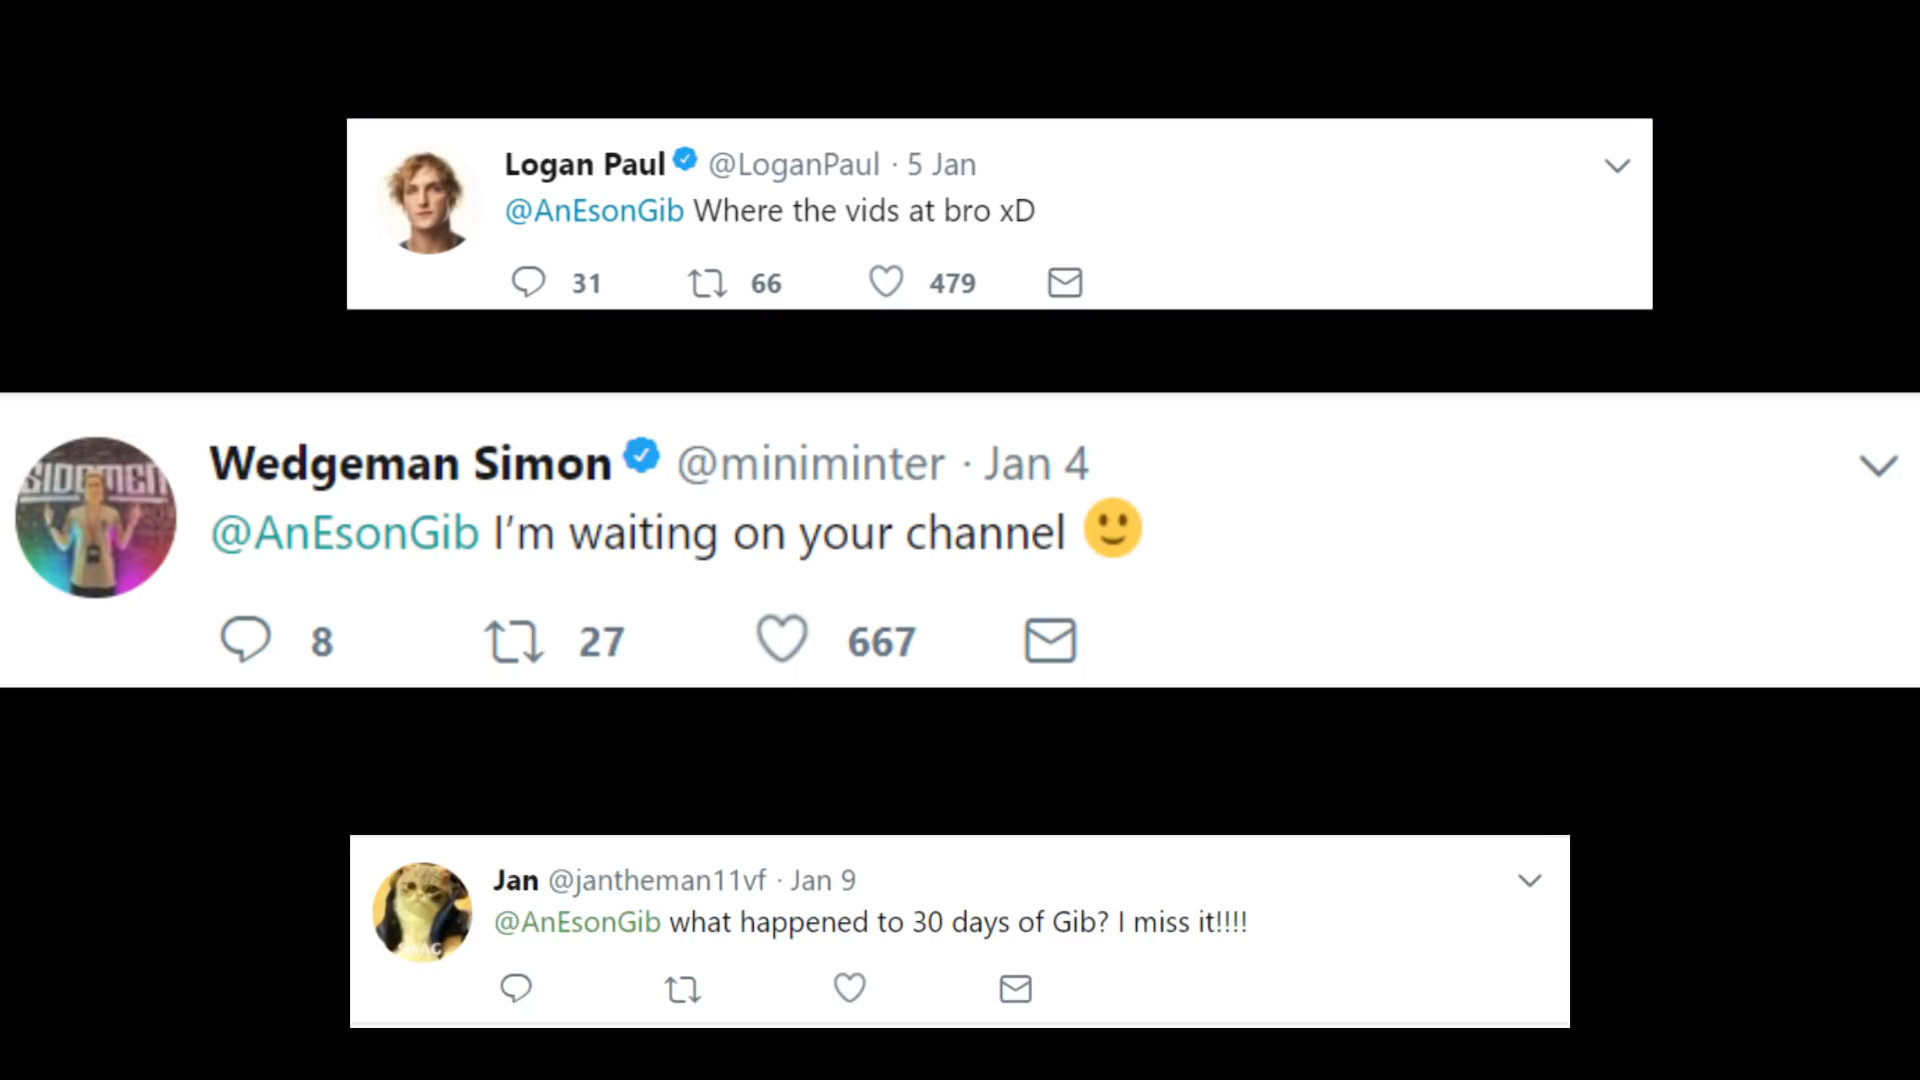 Logan Paul @LoganPaul · 5 Jan
@AnEsonGib Where the vids at bro xD
31 66 479
SIDEMEN
Wedgeman Simon @miniminter · Jan 4
@AnEsonGib I'm waiting on your channel 🙂
8 27 667
Jan @jantheman11vf · Jan 9
@AnEsonGib what happened to 30 days of Gib? I miss it!!!!